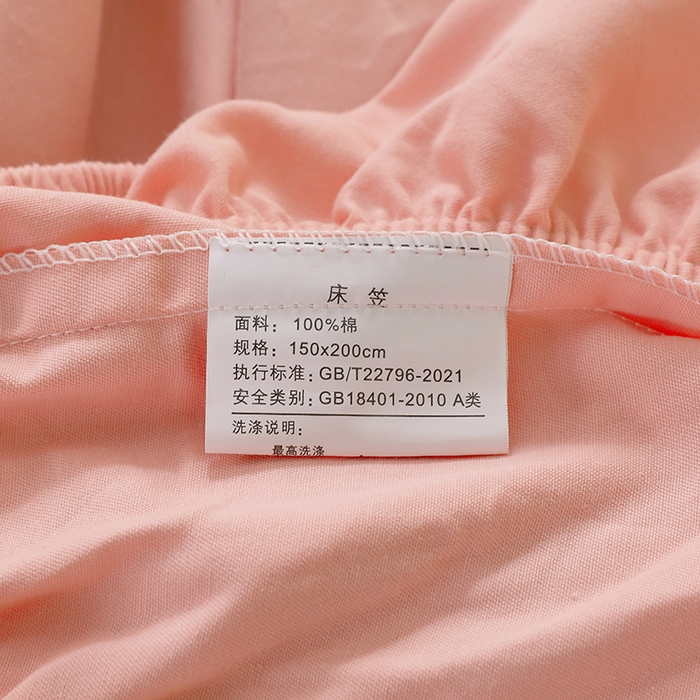 床笠
面料：100%棉
规格：150x200cm
执行标准：GB/T22796-2021
安全类别：GB18401-2010 A类
洗涤说明：
最高洗涤